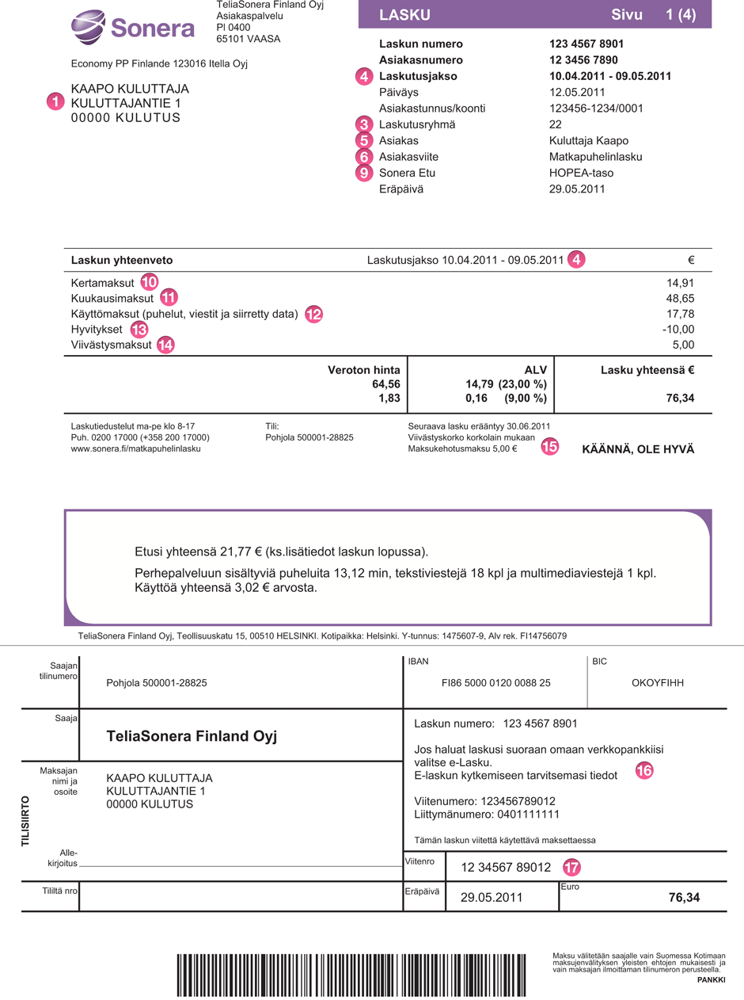 Sonera
TeliaSonera Finland Oyj
Asiakaspalvelu
Pl 0400
65101 VAASA
Economy PP Finlande 123016 Itella Oyj
1
KAAPO KULUTTAJA
KULUTTAJANTIE 1
00000 KULUTUS
LASKU Sivu 1 (4)
Laskun numero 123 4567 8901
Asiakasnumero 12 3456 7890
4 Laskutusjakso 10.04.2011 - 09.05.2011
Päiväys 12.05.2011
Asiakastunnus/koonti 123456-1234/0001
3 Laskutusryhmä 22
5 Asiakas Kuluttaja Kaapo
6 Asiakasviite Matkapuhelinlasku
9 Sonera Etu HOPEA-taso
Eräpäivä 29.05.2011
Laskun yhteenveto Laskutusjakso 10.04.2011 - 09.05.2011 4 €
Kertamaksut 10 14,91
Kuukausimaksut 11 48,65
Käyttömaksut (puhelut, viestit ja siirretty data) 12 17,78
Hyvitykset 13 -10,00
Viivästysmaksut 14 5,00
Veroton hinta ALV Lasku yhteensä €
64,56 14,79 (23,00 %)
1,83 0,16 (9,00 %) 76,34
Laskutiedustelut ma-pe klo 8-17
Puh. 0200 17000 (+358 200 17000)
www.sonera.fi/matkapuhelinlasku
Tili:
Pohjola 500001-28825
Seuraava lasku erääntyy 30.06.2011
Viivästyskorko korkolain mukaan
Maksukehotusmaksu 5,00 € 15
KÄÄNNÄ, OLE HYVÄ
Etusi yhteensä 21,77 € (ks.lisätiedot laskun lopussa).
Perhepalveluun sisältyviä puheluita 13,12 min, tekstiviestejä 18 kpl ja multimediaviestejä 1 kpl.
Käyttöä yhteensä 3,02 € arvosta.
TeliaSonera Finland Oyj, Teollisuuskatu 15, 00510 HELSINKI. Kotipaikka: Helsinki. Y-tunnus: 1475607-9, Alv rek. FI14756079
Saajan
tilinumero
Pohjola 500001-28825
IBAN
FI86 5000 0120 0088 25
BIC
OKOYFIHH
Saaja
TeliaSonera Finland Oyj
Maksajan
nimi ja
osoite
KAAPO KULUTTAJA
KULUTTAJANTIE 1
00000 KULUTUS
TILISIIRTO
Alle-
kirjoitus
Tililtä nro
Laskun numero: 123 4567 8901
Jos haluat laskusi suoraan omaan verkkopankkiisi
valitse e-Lasku.
E-laskun kytkemiseen tarvitsemasi tiedot 16
Viitenumero: 123456789012
Liittymänumero: 0401111111
Tämän laskun viitettä käytettävä maksettaessa
Viitenro 12 34567 89012 17
Eräpäivä 29.05.2011 Euro 76,34
Maksu välitetään saajalle vain Suomessa Kotimaan
maksujenvälityksen yleisten ehtojen mukaisesti ja
vain maksajan ilmoittaman tilinumeron perusteella.
PANKKI